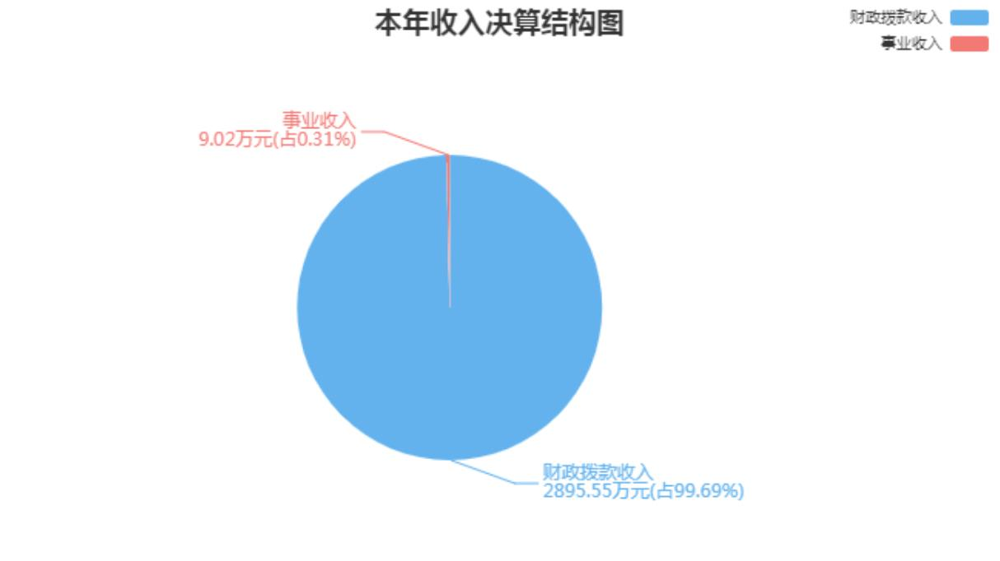 本年收入决算结构图
财政拨款收入
事业收入
事业收入
9.02万元(占0.31%)
财政拨款收入
2895.55万元(占99.69%)